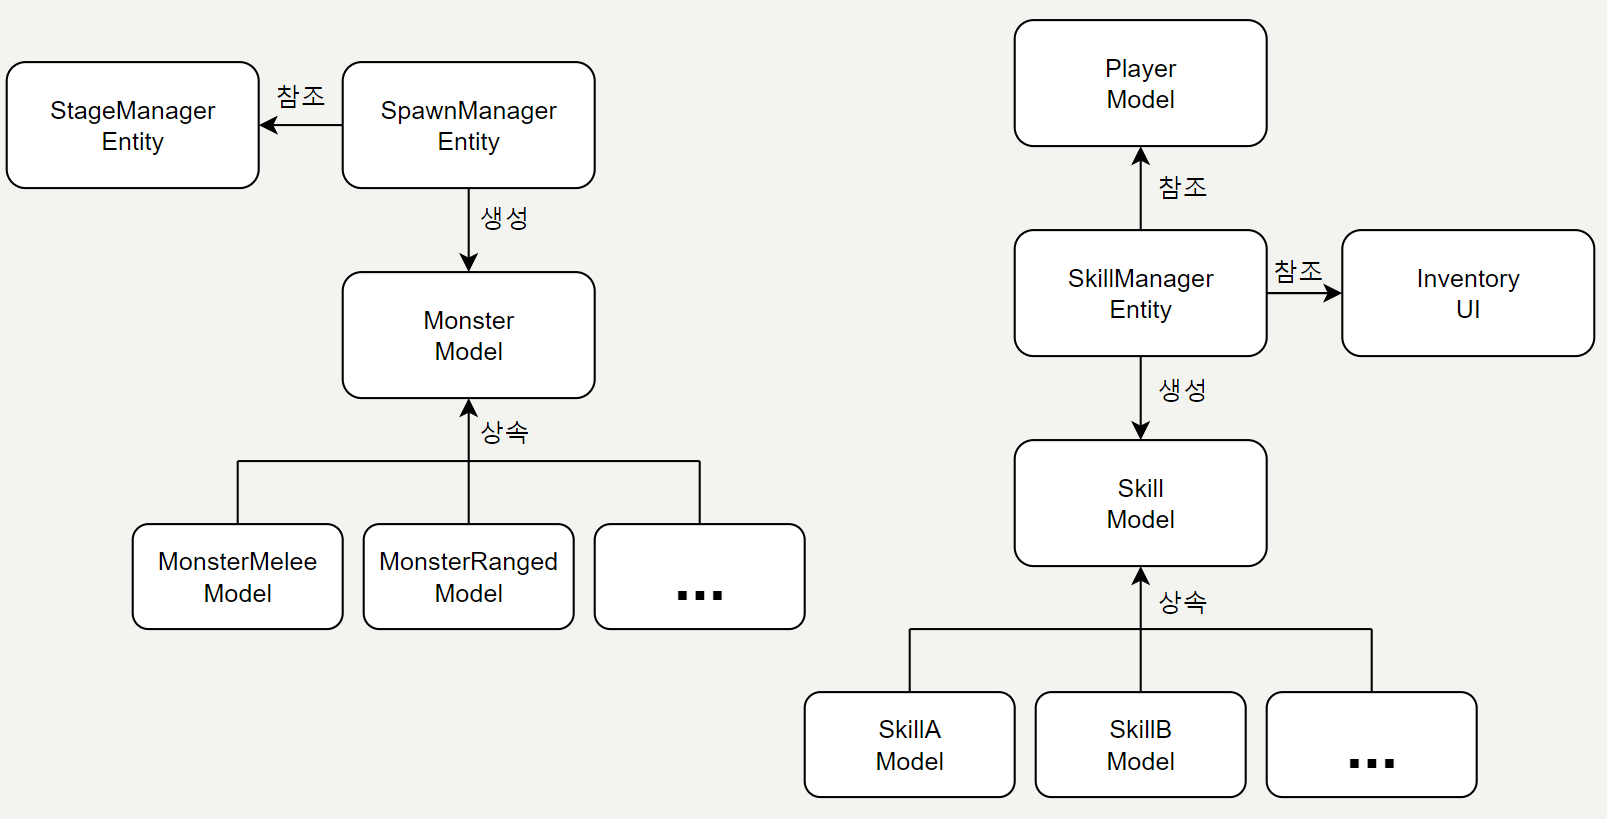 StageManager
Entity
참조
SpawnManager
Entity
생성
Monster
Model
상속
MonsterMelee
Model
MonsterRanged
Model
...
Player
Model
참조
SkillManager
Entity
참조
Inventory
UI
생성
Skill
Model
상속
SkillA
Model
SkillB
Model
...